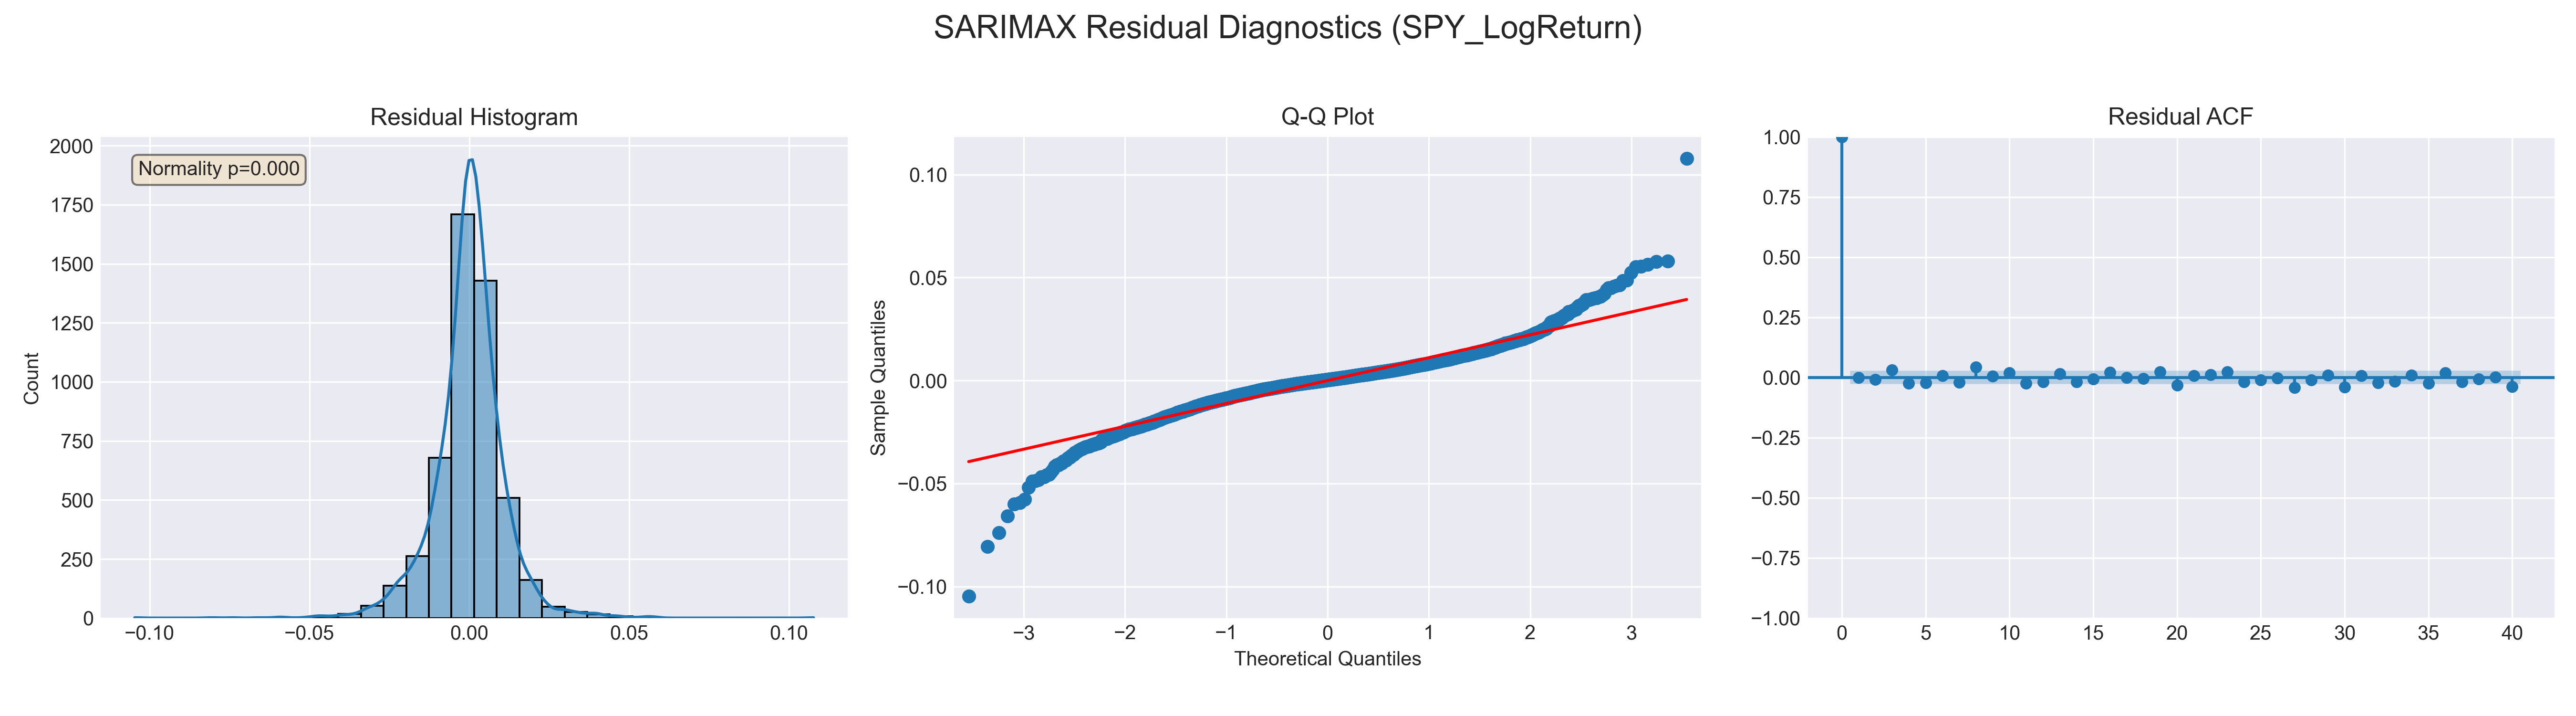 SARIMAX Residual Diagnostics (SPY_LogReturn)
Residual Histogram
Normality p=0.000
Count
2000
1750
1500
1250
1000
750
500
250
0
−0.10 −0.05 0.00 0.05 0.10
Q-Q Plot
Sample Quantiles
0.10
0.05
0.00
−0.05
−0.10
−3 −2 −1 0 1 2 3
Theoretical Quantiles
Residual ACF
1.00
0.75
0.50
0.25
0.00
−0.25
−0.50
−0.75
−1.00
0 5 10 15 20 25 30 35 40